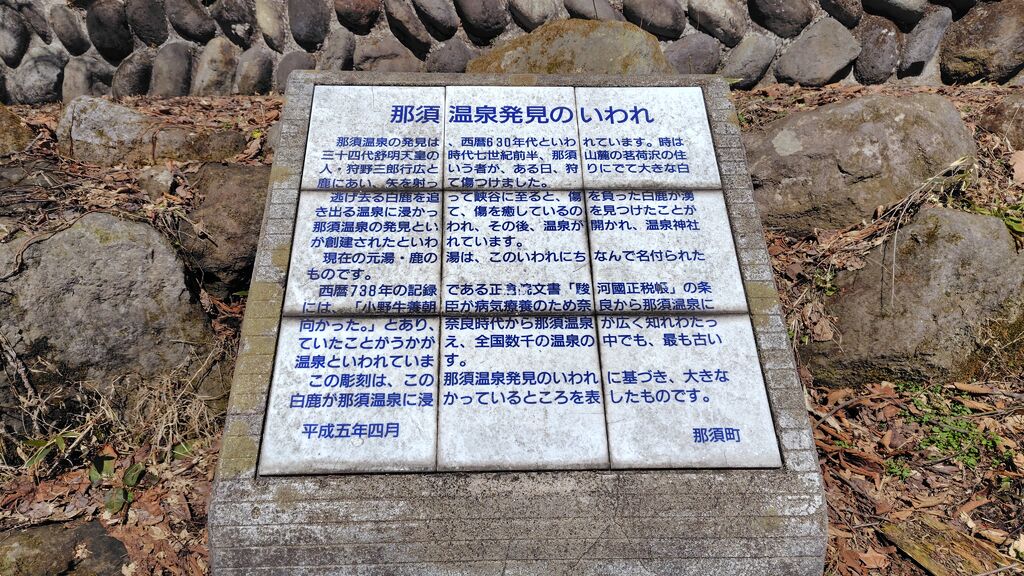 那須温泉発見のいわれ
那須温泉の発見は、西暦630年代といわれています。時は
三十四代舒明天皇の時代七世紀前半、那須山麓の茗荷沢の住
人・狩野三郎行広という者が、ある日、狩りにでて大きな白
鹿にあい、矢を射って傷つけました。
逃げ去る白鹿を追って峡谷に至ると、傷を負った白鹿が湧
き出る温泉に浸かって、傷を癒しているのを見つけたことが
那須温泉の発見といわれ、その後、温泉が開かれ、温泉神社
が創建されたといわれています。
現在の元湯・鹿の湯は、このいわれにちなんで名付られた
ものです。
西暦738年の記録である正倉院文書「駿河國正税帳」の条
には、「小野牛養朝臣が病気療養のため奈良から那須温泉に
向かった。」とあり、奈良時代から那須温泉が広く知れわたっ
ていたことがうかがえ、全国数千の温泉の中でも、最も古い
温泉といわれています。
この彫刻は、この那須温泉発見のいわれに基づき、大きな
白鹿が那須温泉に浸かっているところを表したものです。
平成五年四月
那須町